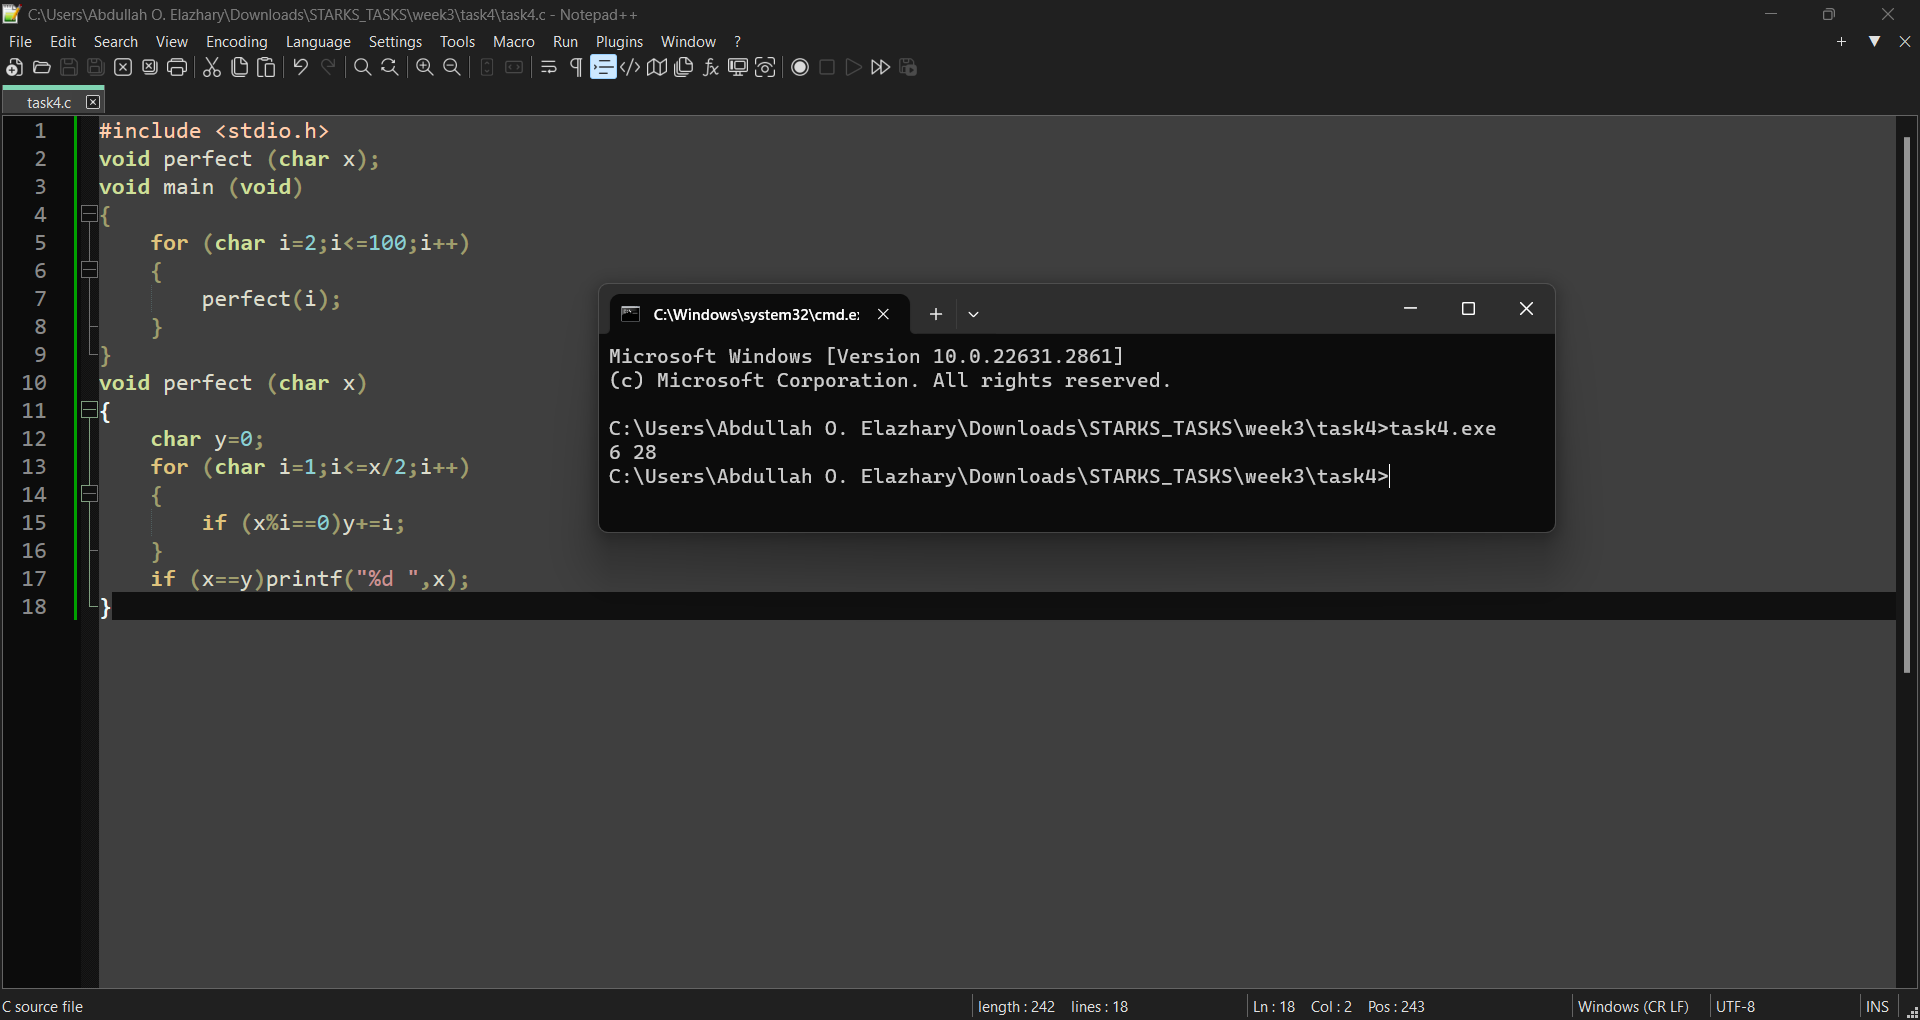 C:\Users\Abdullah O. Elazhary\Downloads\STARKS_TASKS\week3\task4\task4.c - Notepad++
File Edit Search View Encoding Language Settings Tools Macro Run Plugins Window ?
task4.c
1 #include <stdio.h>
2 void perfect (char x);
3 void main (void)
4 {
5     for (char i=2;i<=100;i++)
6     {
7         perfect(i);
8     }
9 }
10 void perfect (char x)
11 {
12     char y=0;
13     for (char i=1;i<=x/2;i++)
14     {
15         if (x%i==0)y+=i;
16     }
17     if (x==y)printf("%d ",x);
18 }
C:\Windows\system32\cmd.e
Microsoft Windows [Version 10.0.22631.2861]
(c) Microsoft Corporation. All rights reserved.
C:\Users\Abdullah O. Elazhary\Downloads\STARKS_TASKS\week3\task4>task4.exe
6 28
C:\Users\Abdullah O. Elazhary\Downloads\STARKS_TASKS\week3\task4>
C source file length : 242 lines : 18 Ln : 18 Col : 2 Pos : 243 Windows (CR LF) UTF-8 INS